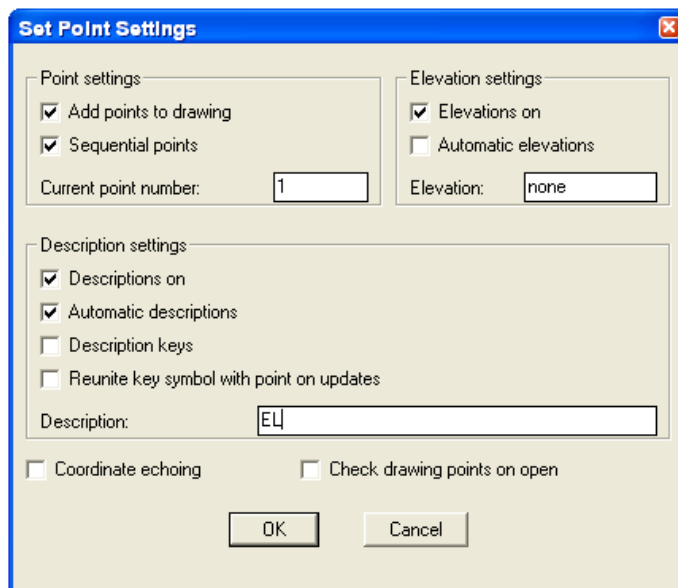 Set Point Settings
Point settings
Add points to drawing
Sequential points
Current point number: 1
Elevation settings
Elevations on
Automatic elevations
Elevation: none
Description settings
Descriptions on
Automatic descriptions
Description keys
Reunite key symbol with point on updates
Description: EL
Coordinate echoing
Check drawing points on open
OK
Cancel